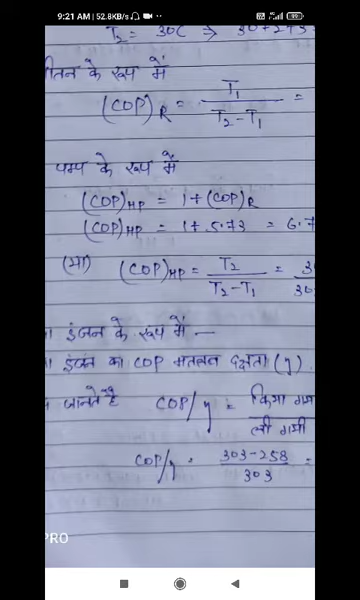 9:21 AM | 52.8KB/s
T₂ = 30C ⇒ 30+273
के रूप में
(COP)R = T₁ / T₂-T₁ =
पम्प के रूप में
(COP)HP = 1+(COP)R
(COP)HP = 1+5.73 = 6.7
(या) (COP)HP = T₂ / T₂-T₁ = 30
इंजन के रूप में —
इंजन का COP मतलब दक्षता (η).
जानते है COP/η = किया / ली गर्मी
COP/η = 303-258 / 303 =
PRO